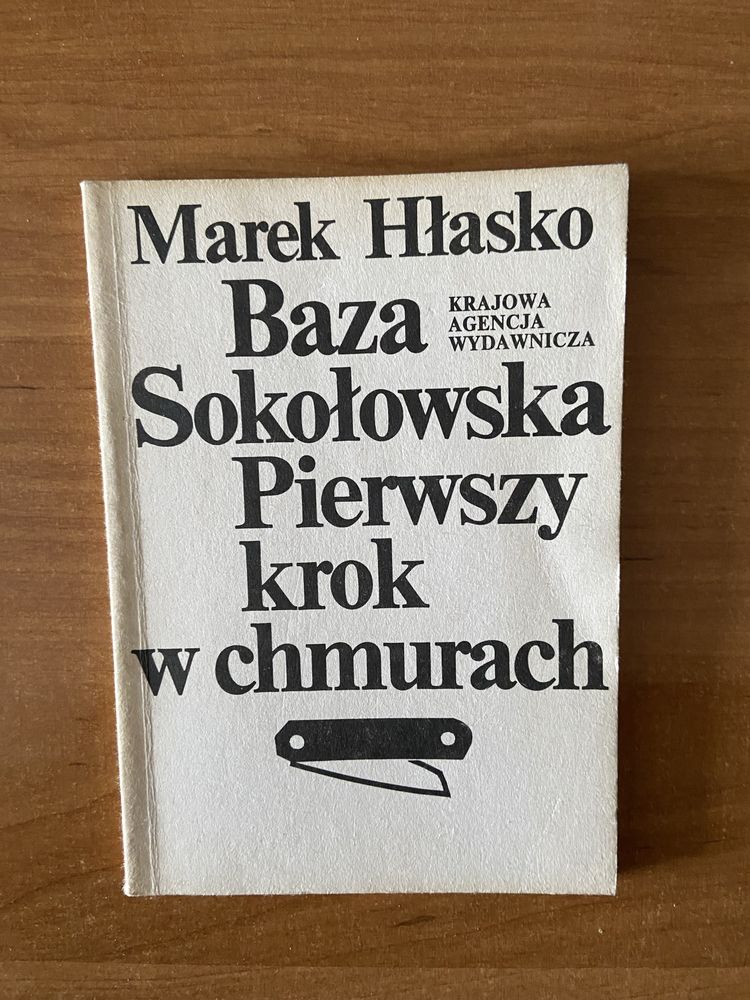 Marek Hłasko
Baza
KRAJOWA
AGENCJA
WYDAWNICZA
Sokołowska
Pierwszy
krok
w chmurach